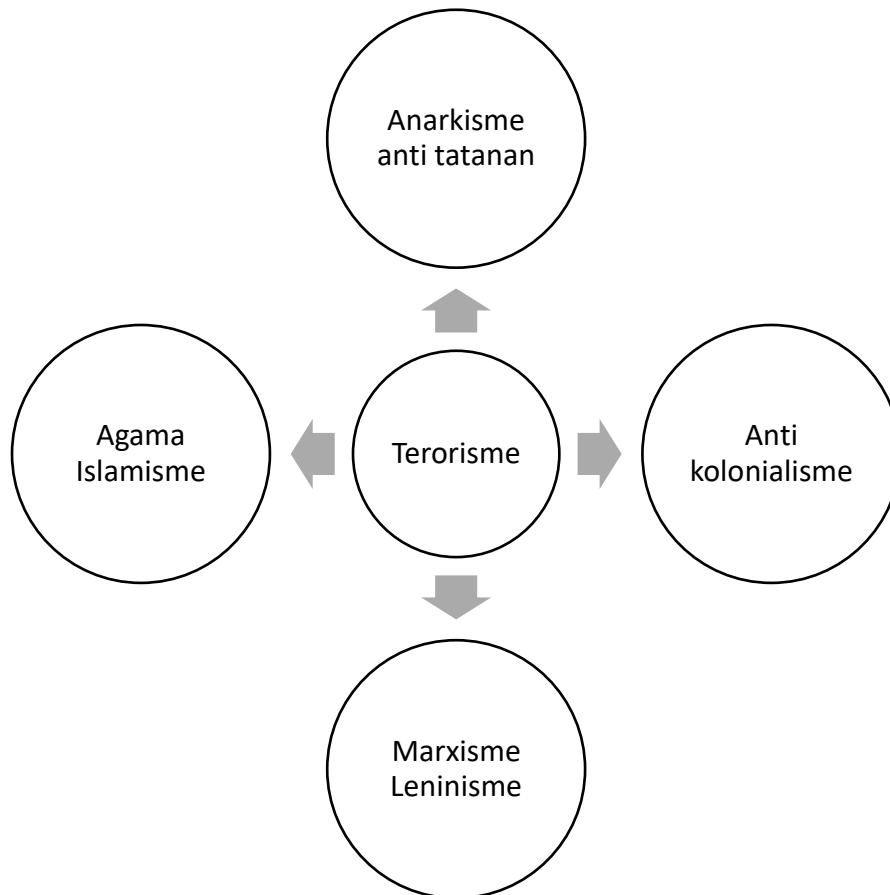 Anarkisme
anti tatanan
Agama
Islamisme
Terorisme
Anti
kolonialisme
Marxisme
Leninisme